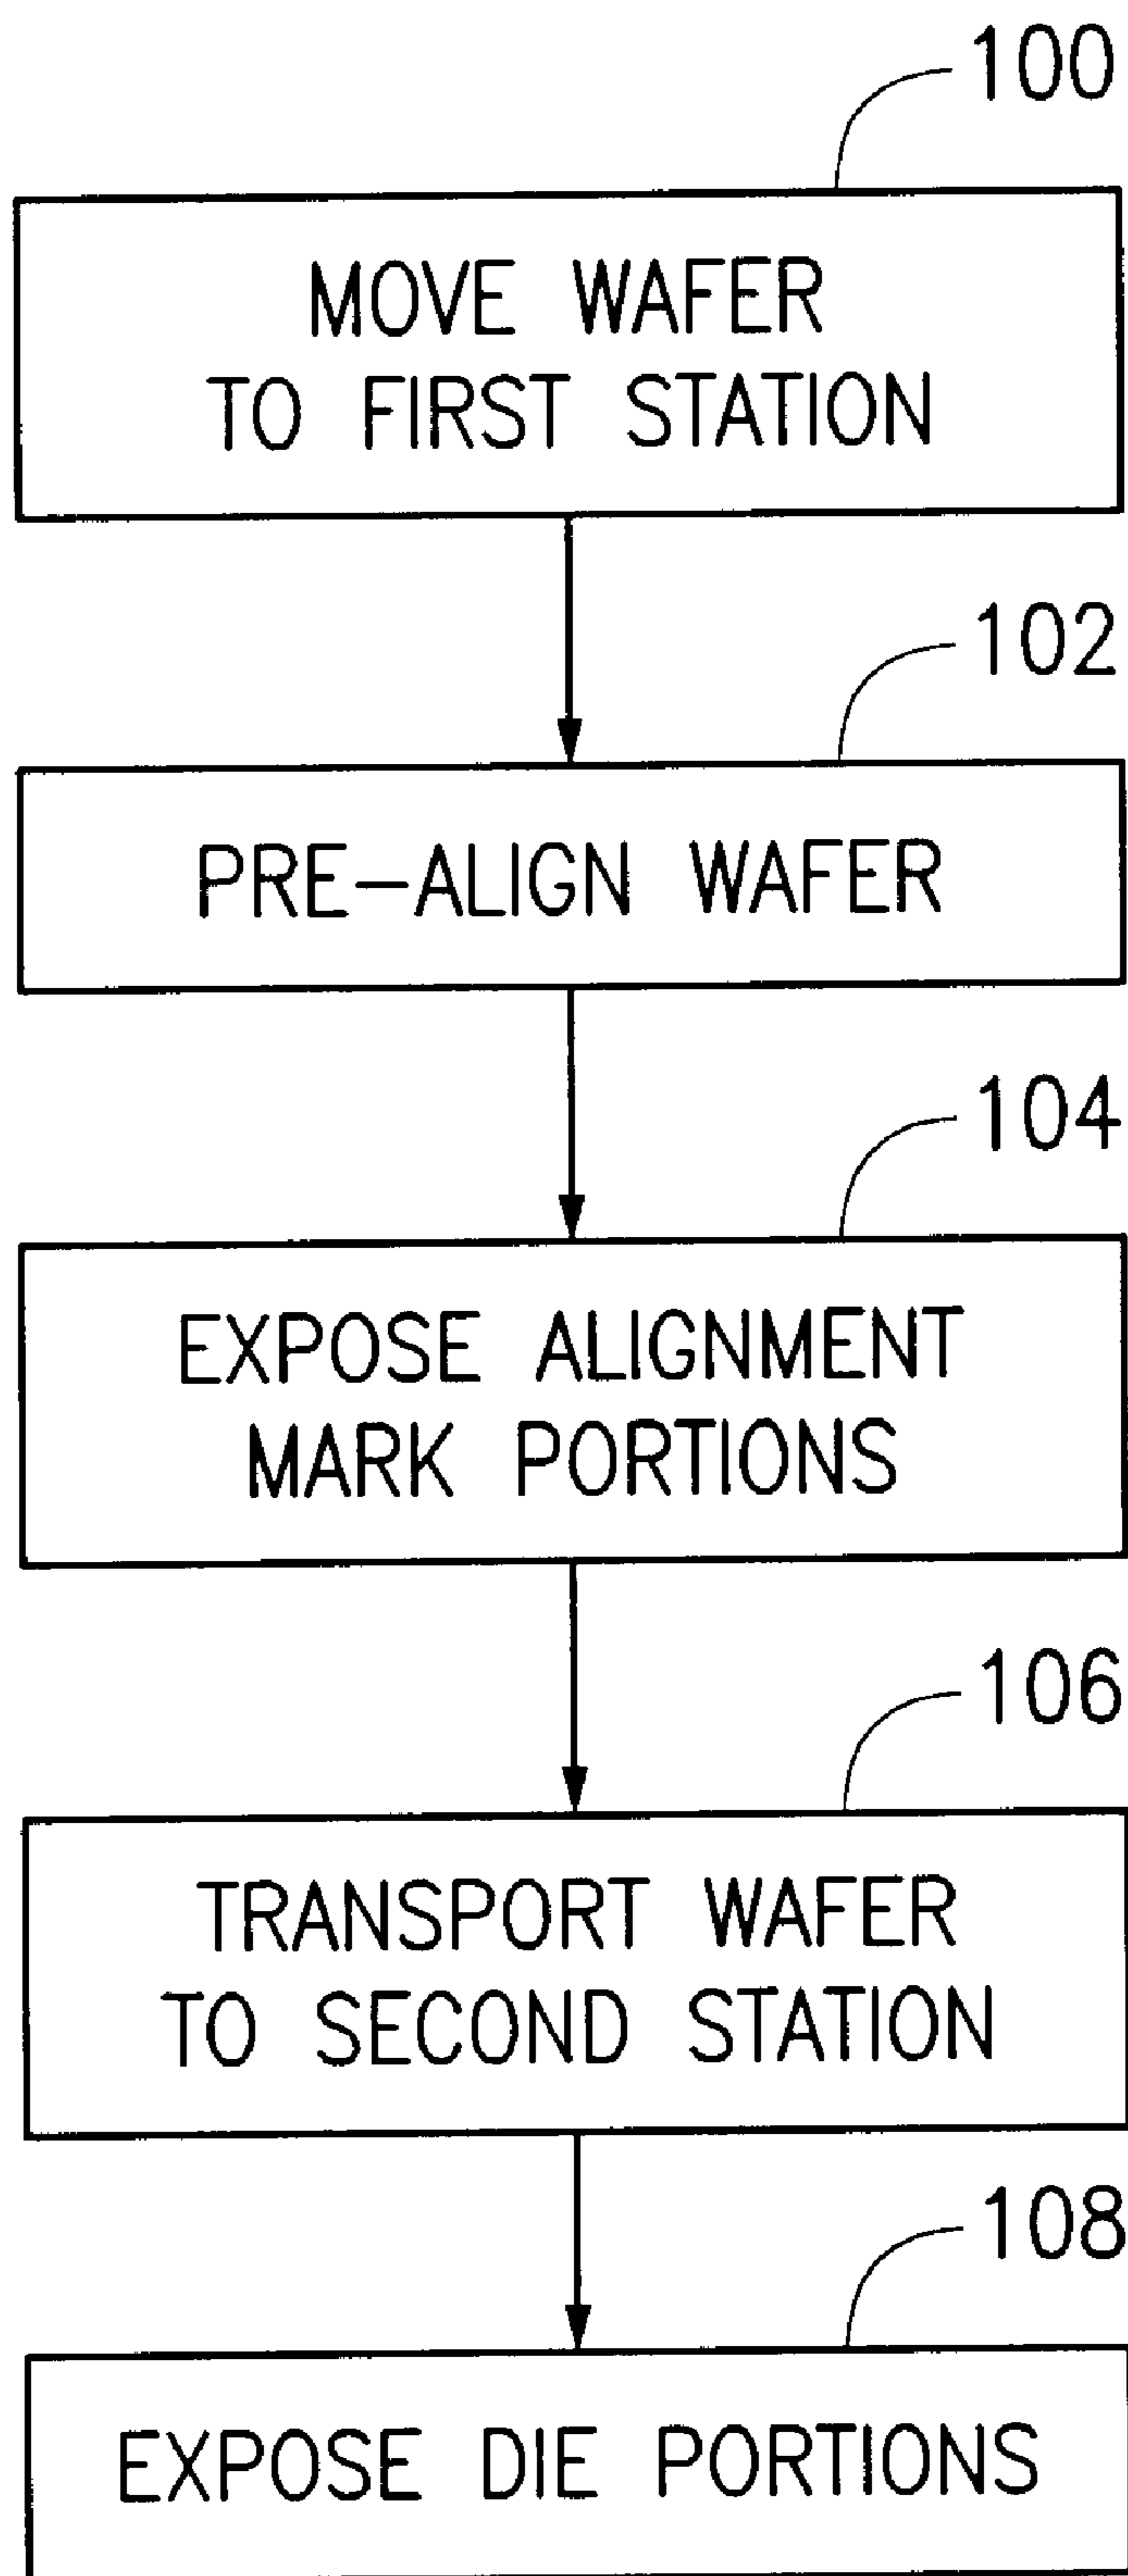 100
MOVE WAFER
TO FIRST STATION
102
PRE-ALIGN WAFER
104
EXPOSE ALIGNMENT
MARK PORTIONS
106
TRANSPORT WAFER
TO SECOND STATION
108
EXPOSE DIE PORTIONS